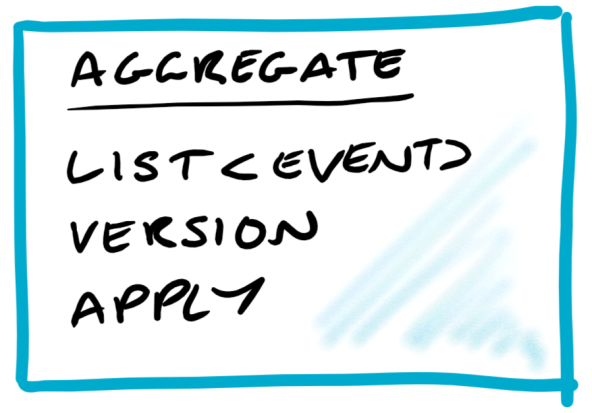 AGGREGATE
LIST<EVENT>
VERSION
APPLY